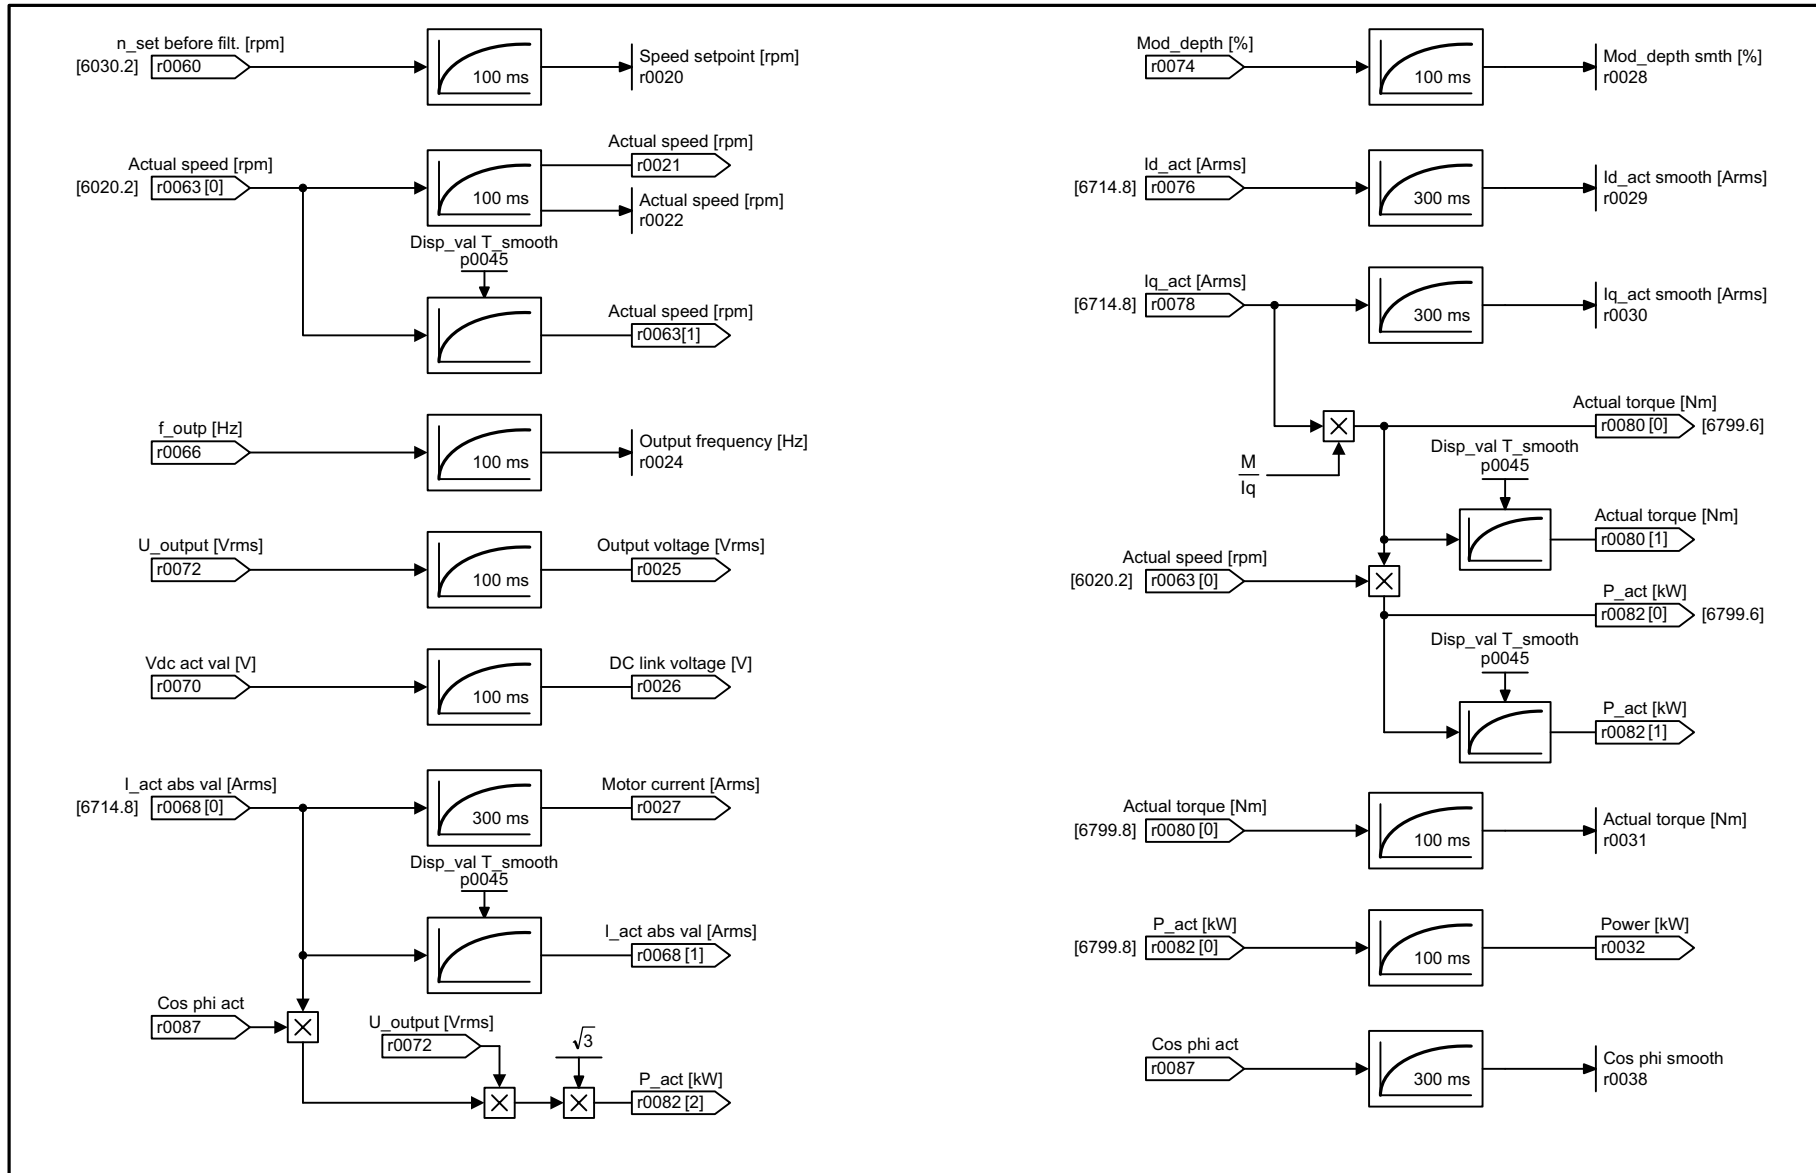 n_set before filt. [rpm]
[6030.2] r0060
100 ms
Speed setpoint [rpm]
r0020
Actual speed [rpm]
[6020.2] r0063 [0]
100 ms
Actual speed [rpm]
r0021
Actual speed [rpm]
r0022
Disp_val T_smooth
p0045
Actual speed [rpm]
r0063[1]
f_outp [Hz]
r0066
100 ms
Output frequency [Hz]
r0024
U_output [Vrms]
r0072
100 ms
Output voltage [Vrms]
r0025
Vdc act val [V]
r0070
100 ms
DC link voltage [V]
r0026
I_act abs val [Arms]
[6714.8] r0068 [0]
300 ms
Motor current [Arms]
r0027
Disp_val T_smooth
p0045
I_act abs val [Arms]
r0068 [1]
Cos phi act
r0087
U_output [Vrms]
r0072
√3
P_act [kW]
r0082 [2]
Mod_depth [%]
r0074
100 ms
Mod_depth smth [%]
r0028
Id_act [Arms]
[6714.8] r0076
300 ms
Id_act smooth [Arms]
r0029
Iq_act [Arms]
[6714.8] r0078
300 ms
Iq_act smooth [Arms]
r0030
M
Iq
Actual torque [Nm]
r0080 [0] [6799.6]
Disp_val T_smooth
p0045
Actual torque [Nm]
r0080 [1]
Actual speed [rpm]
[6020.2] r0063 [0]
P_act [kW]
r0082 [0] [6799.6]
Disp_val T_smooth
p0045
P_act [kW]
r0082 [1]
Actual torque [Nm]
[6799.8] r0080 [0]
100 ms
Actual torque [Nm]
r0031
P_act [kW]
[6799.8] r0082 [0]
100 ms
Power [kW]
r0032
Cos phi act
r0087
300 ms
Cos phi smooth
r0038